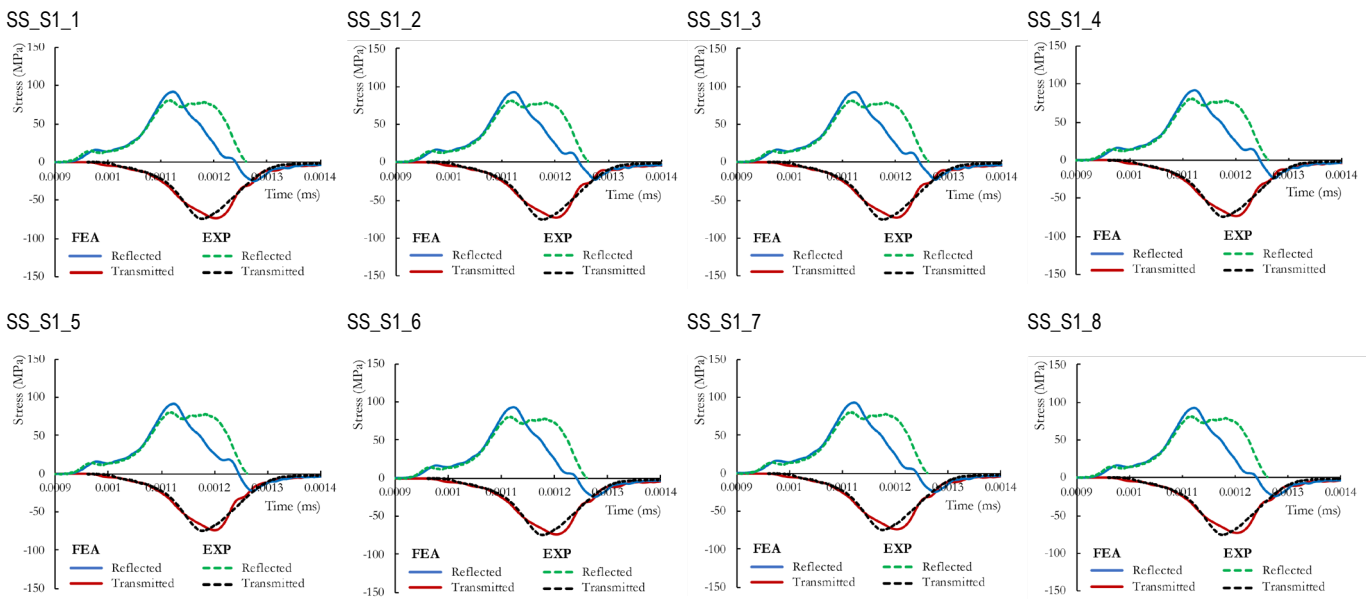 SS_S1_1
150
100
50
0
-50
-100
-150
Stress (MPa)
0.0009 0.001 0.0011 0.0012 0.0013 0.0014
Time (ms)
FEA EXP
Reflected Reflected
Transmitted Transmitted
SS_S1_2
150
100
50
0
-50
-100
-150
Stress (MPa)
0.0009 0.001 0.0011 0.0012 0.0013 0.0014
Time (ms)
FEA EXP
Reflected Reflected
Transmitted Transmitted
SS_S1_3
150
100
50
0
-50
-100
-150
Stress (MPa)
0.0009 0.001 0.0011 0.0012 0.0013 0.0014
Time (ms)
FEA EXP
Reflected Reflected
Transmitted Transmitted
SS_S1_4
150
100
50
0
-50
-100
-150
Stress (MPa)
0.0009 0.001 0.0011 0.0012 0.0013 0.0014
Time (ms)
FEA EXP
Reflected Reflected
Transmitted Transmitted
SS_S1_5
150
100
50
0
-50
-100
-150
Stress (MPa)
0.0009 0.001 0.0011 0.0012 0.0013 0.0014
Time (ms)
FEA EXP
Reflected Reflected
Transmitted Transmitted
SS_S1_6
150
100
50
0
-50
-100
-150
Stress (MPa)
0.0009 0.001 0.0011 0.0012 0.0013 0.0014
Time (ms)
FEA EXP
Reflected Reflected
Transmitted Transmitted
SS_S1_7
150
100
50
0
-50
-100
-150
Stress (MPa)
0.0009 0.001 0.0011 0.0012 0.0013 0.0014
Time (ms)
FEA EXP
Reflected Reflected
Transmitted Transmitted
SS_S1_8
150
100
50
0
-50
-100
-150
Stress (MPa)
0.0009 0.001 0.0011 0.0012 0.0013 0.0014
Time (ms)
FEA EXP
Reflected Reflected
Transmitted Transmitted